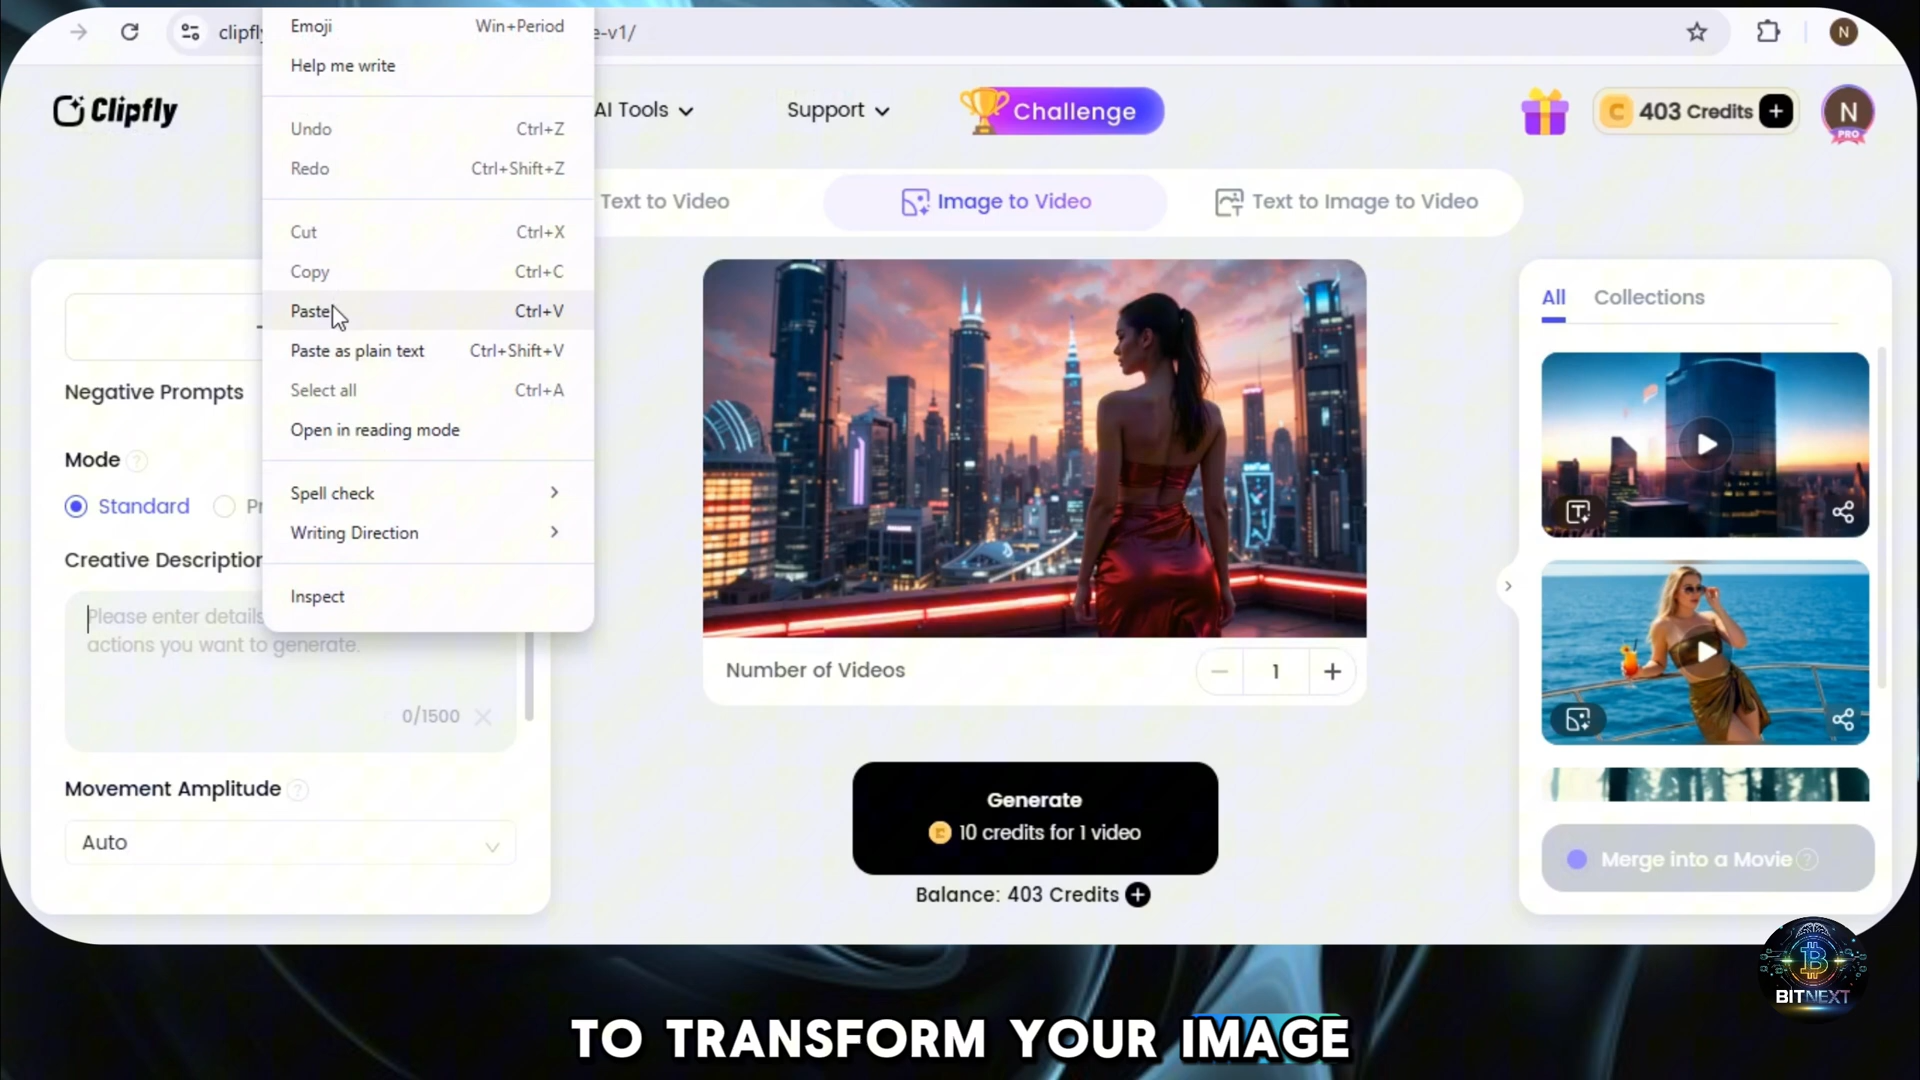 clipfly
e-v1/
N
Clipfly
AI Tools
Support
Challenge
C 403 Credits +
N
PRO
Text to Video
Image to Video
Text to Image to Video
Emoji Win+Period
Help me write
Undo Ctrl+Z
Redo Ctrl+Shift+Z
Cut Ctrl+X
Copy Ctrl+C
Paste Ctrl+V
Paste as plain text Ctrl+Shift+V
Select all Ctrl+A
Open in reading mode
Spell check
Writing Direction
Inspect
Negative Prompts
Mode ?
Standard Pr
Creative Description
Please enter details
actions you want to generate.
0/1500
Movement Amplitude ?
Auto
Number of Videos
1
Generate
10 credits for 1 video
Balance: 403 Credits
All Collections
Merge into a Movie ?
BITNEXT
TO TRANSFORM YOUR IMAGE